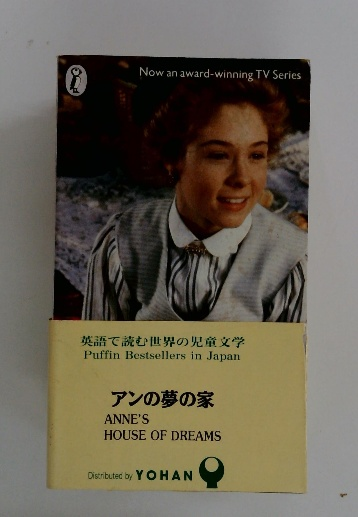 Now an award-winning TV Series
英語で読む世界の児童文学
Puffin Bestsellers in Japan
アンの夢の家
ANNE'S
HOUSE OF DREAMS
Distributed by YOHAN